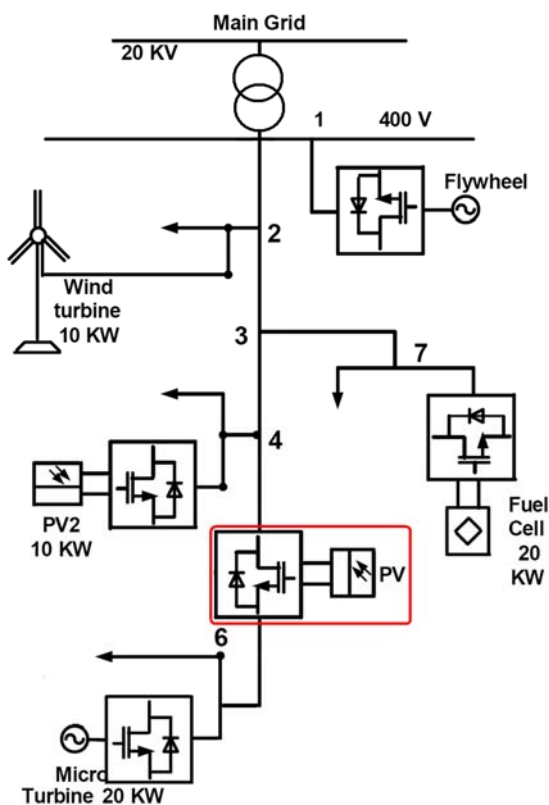 Main Grid
20 KV
1
400 V
Flywheel
2
Wind
turbine
10 KW
3
7
4
PV2
10 KW
Fuel
Cell
20
KW
PV
6
Micro
Turbine 20 KW